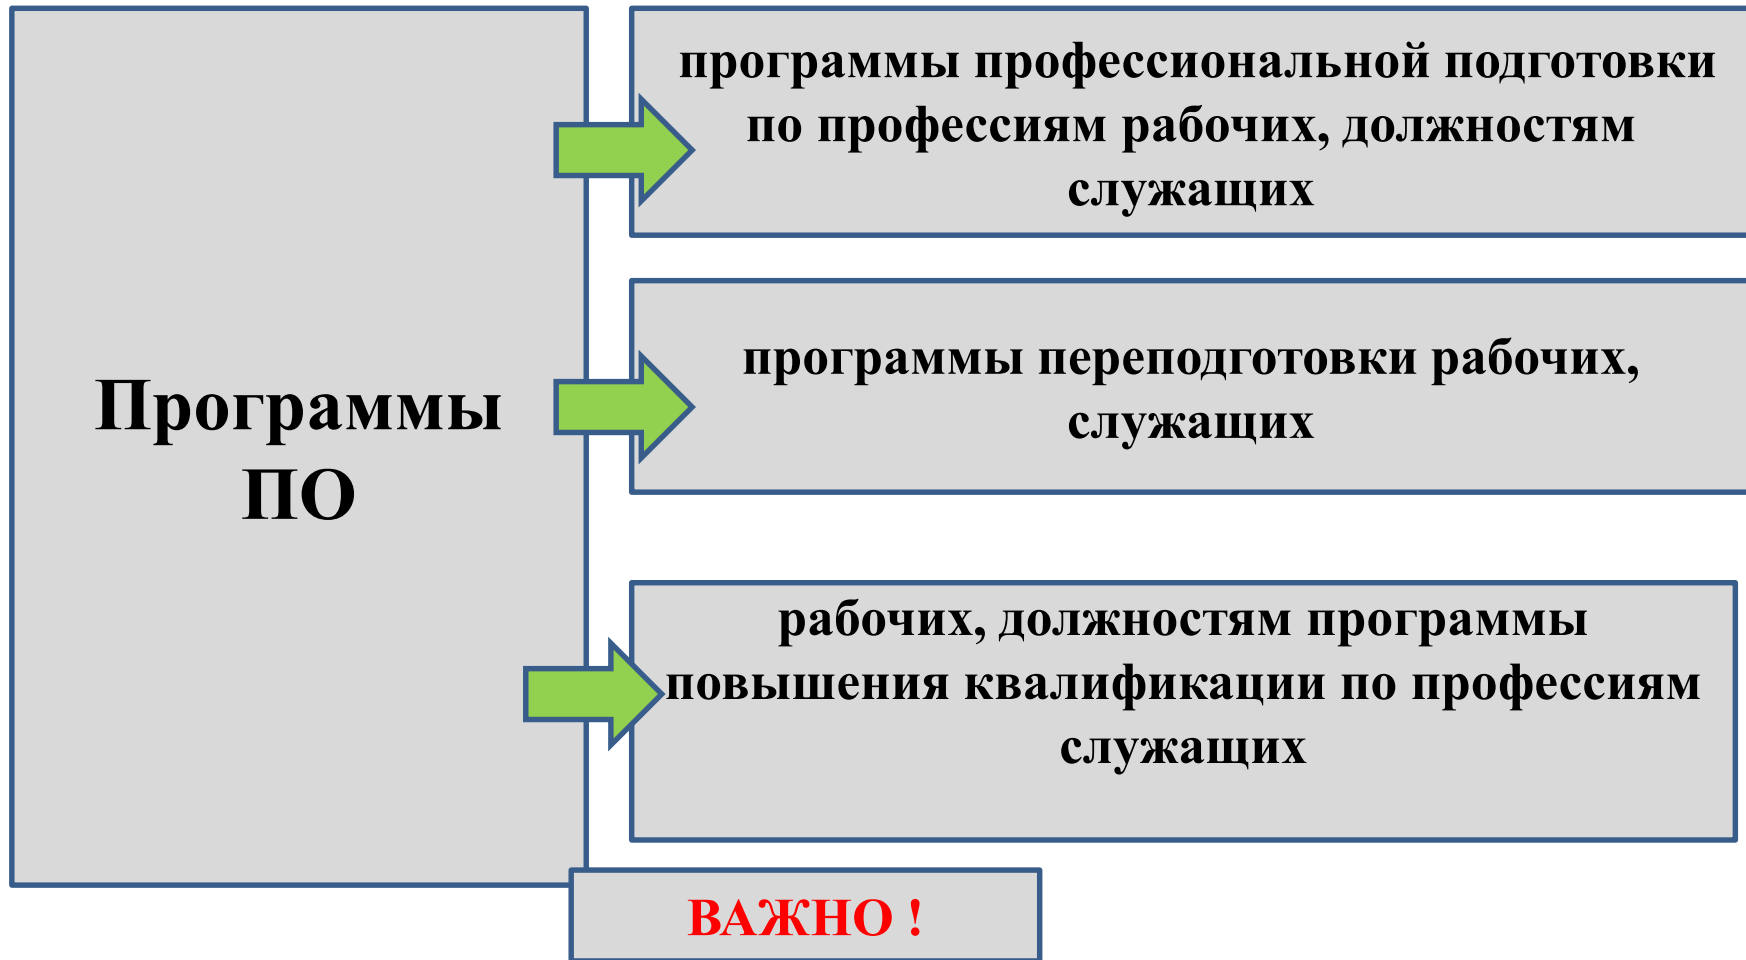 Программы
ПО
программы профессиональной подготовки
по профессиям рабочих, должностям
служащих
программы переподготовки рабочих,
служащих
рабочих, должностям программы
повышения квалификации по профессиям
служащих
ВАЖНО !